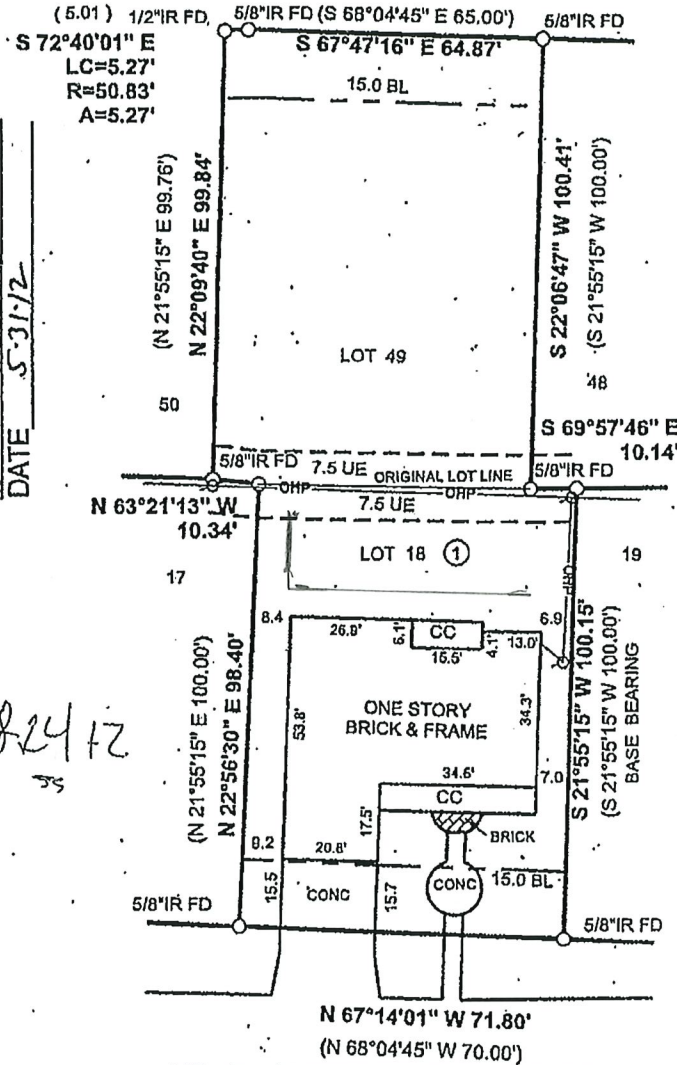 ( 5.01 ) 1/2"IR FD, 5/8"IR FD (S 68°04'45" E 65.00') 5/8"IR FD
S 72°40'01" E
S 67°47'16" E 64.87'
LC=5.27'
R=50.83'
A=5.27'
15.0 BL
(N 21°55'15" E 99.76')
N 22°09'40" E 99.84'
S 22°06'47" W 100.41'
(S 21°55'15" W 100.00')
DATE 5-31-12
LOT 49
50
48
S 69°57'46" E
10.14'
5/8"IR FD
7.5 UE
ORIGINAL LOT LINE
5/8"IR FD
OHP
OHP
N 63°21'13" W
10.34'
7.5 UE
LOT 18 1
17
19
OHP
8.4
26.9'
6.1'
CC
15.5'
4.1'
13.0'
6.9
(N 21°55'15" E 100.00')
N 22°56'30" E 98.40'
53.8'
ONE STORY
BRICK & FRAME
34.3'
S 21°55'15" W 100.15'
(S 21°55'15" W 100.00')
BASE BEARING
34.6'
CC
7.0
17.5'
BRICK
9.2
20.8'
15.5
CONC
15.7
CONC
15.0 BL
5/8"IR FD
5/8"IR FD
N 67°14'01" W 71.80'
(N 68°04'45" W 70.00')